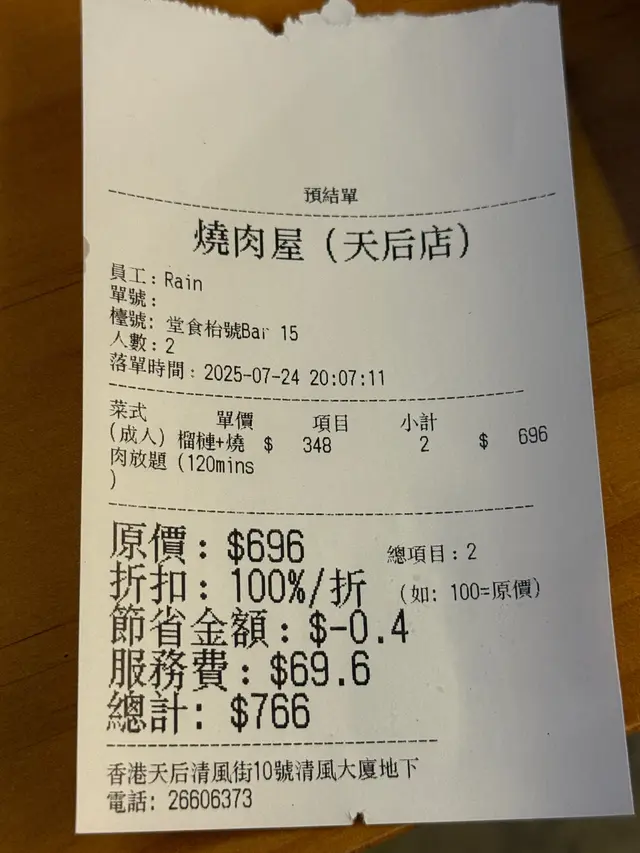 預結單
燒肉屋 (天后店)
員工: Rain
單號:
檯號: 堂食枱號Bar 15
人數: 2
落單時間: 2025-07-24 20:07:11
菜式 單價 項目 小計
(成人) 榴槤+燒 $ 348 2 $ 696
肉放題 (120mins
)
原價: $696 總項目: 2
折扣: 100%/折 (如: 100=原價)
節省金額: $-0.4
服務費: $69.6
總計: $766
香港天后清風街10號清風大廈地下
電話: 26606373